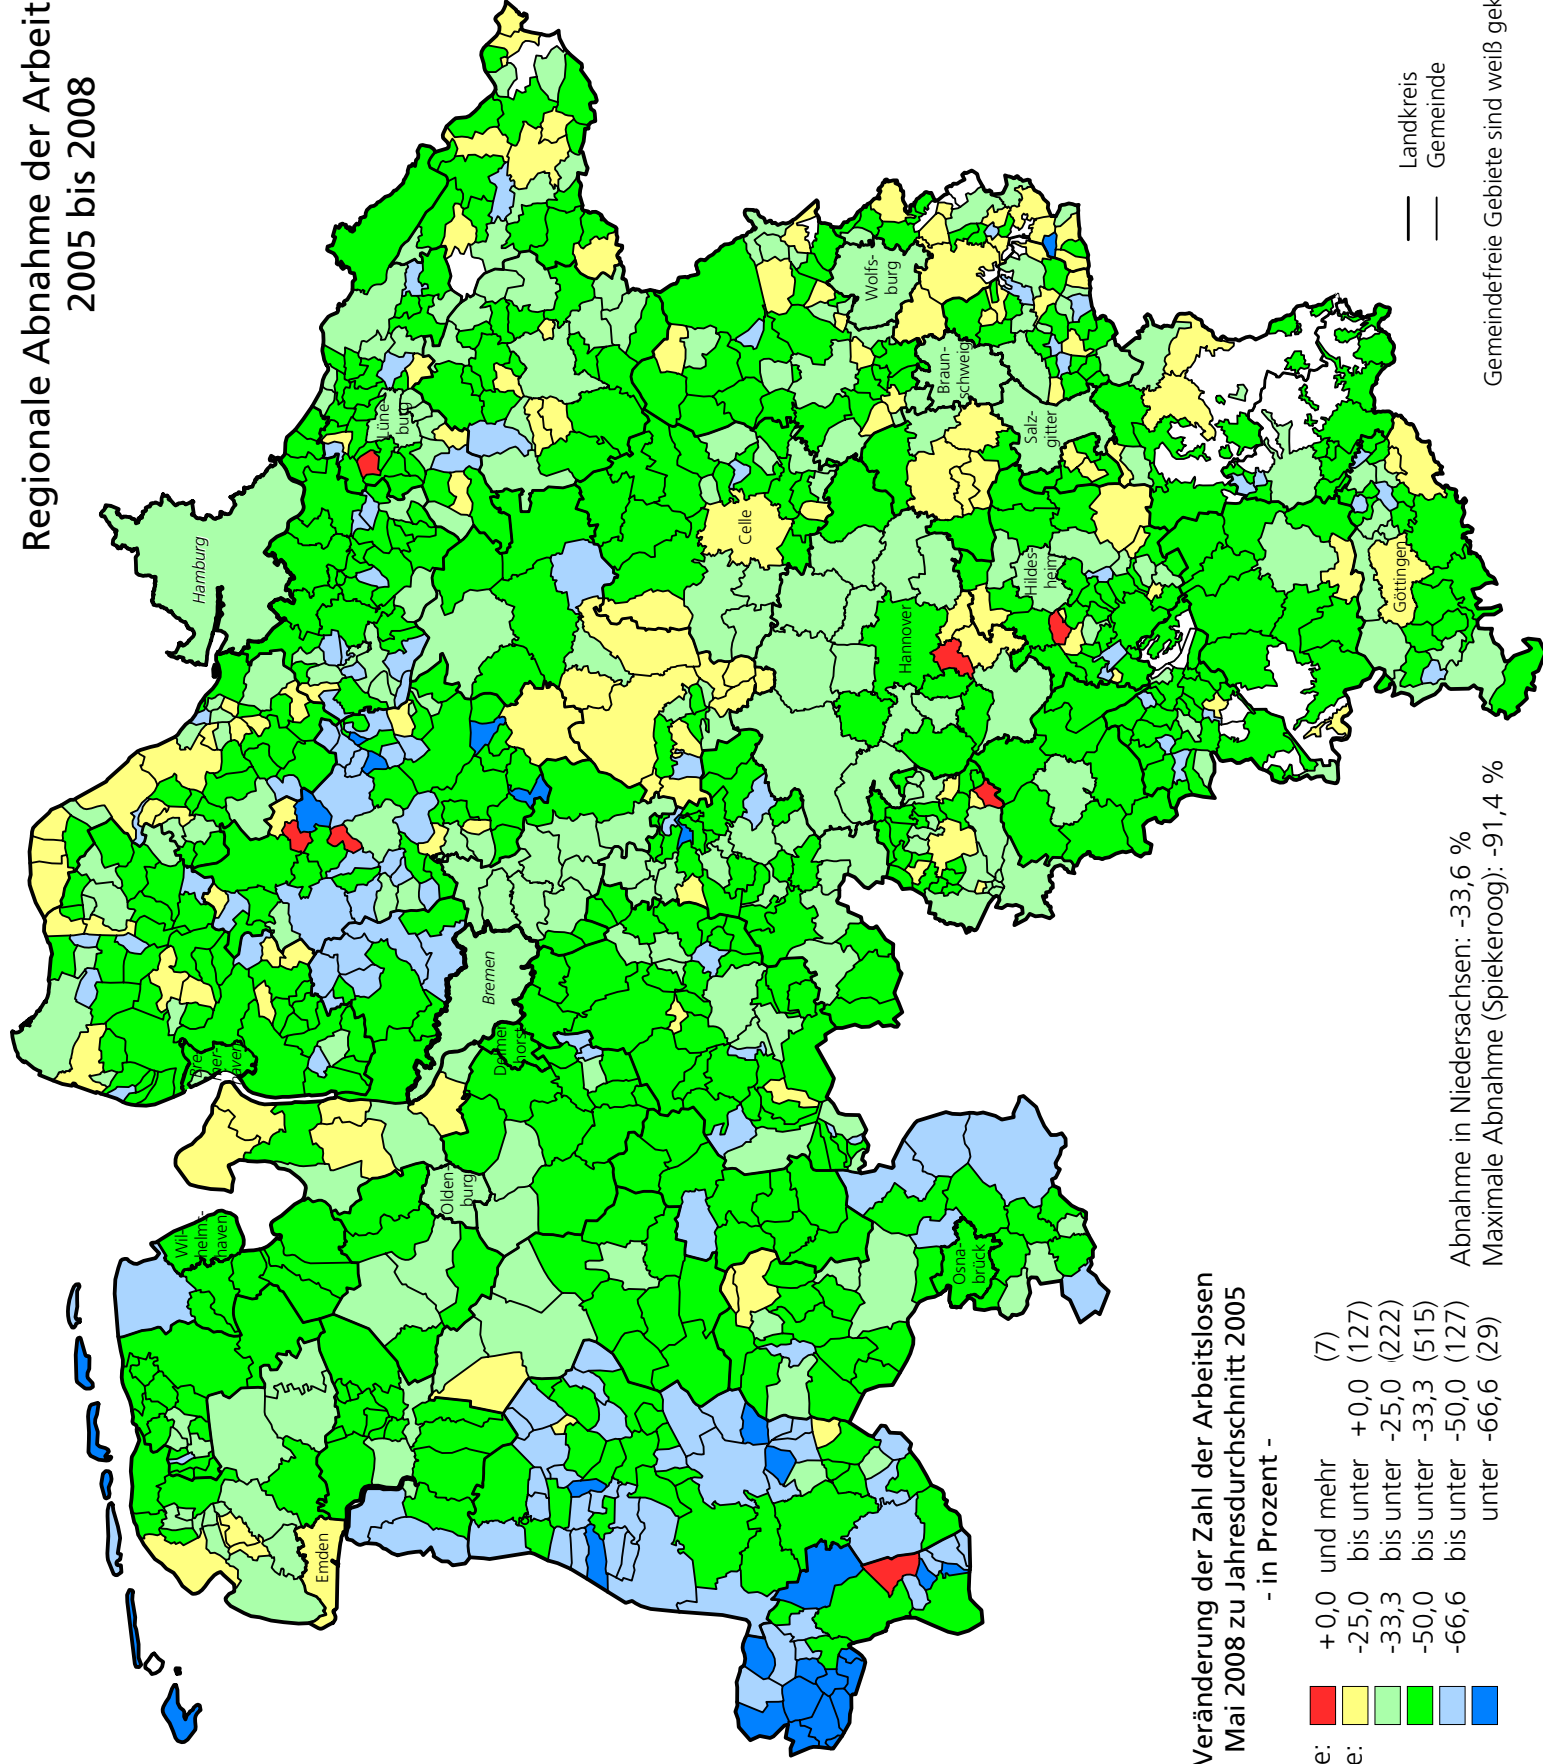 Regionale Abnahme der Arbeit
2005 bis 2008
Hamburg
Lüne-
burg
Wolfs-
burg
Braun-
schweig
Salz-
gitter
Celle
Hildes-
heim
Hannover
Göttingen
Bremen
Bre-
mer-
haven
Delmen-
horst
Olden-
burg
Wil-
helms-
haven
Osna-
brück
Emden
Landkreis
Gemeinde
Gemeindefreie Gebiete sind weiß gek
Veränderung der Zahl der Arbeitslosen
Mai 2008 zu Jahresdurchschnitt 2005
- in Prozent -
e: +0,0 und mehr (7)
e: -25,0 bis unter +0,0 (127)
-33,3 bis unter -25,0 (222)
-50,0 bis unter -33,3 (515)
-66,6 bis unter -50,0 (127)
unter -66,6 (29)
Abnahme in Niedersachsen: -33,6 %
Maximale Abnahme (Spiekeroog): -91,4 %